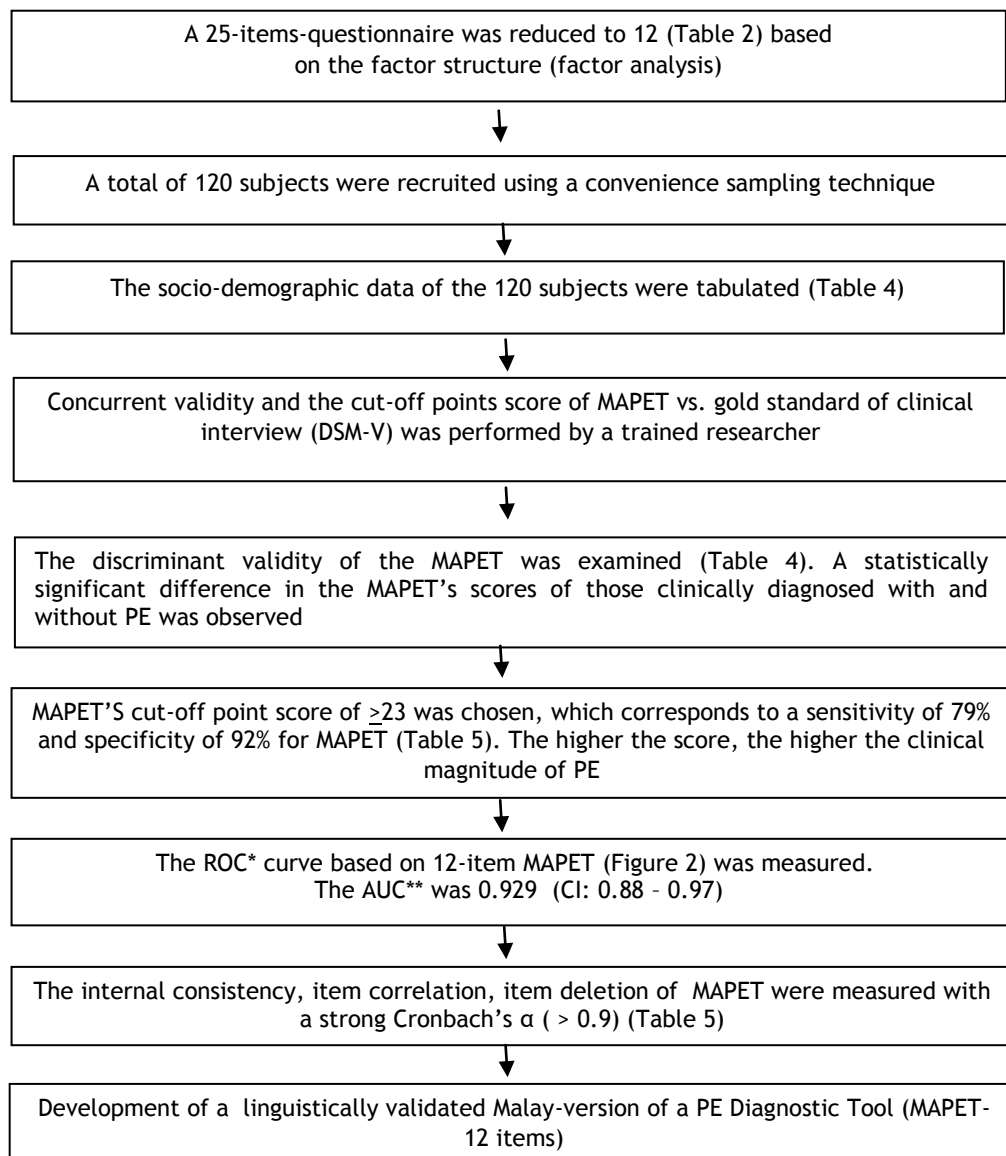 A 25-items-questionnaire was reduced to 12 (Table 2) based
on the factor structure (factor analysis)
A total of 120 subjects were recruited using a convenience sampling technique
The socio-demographic data of the 120 subjects were tabulated (Table 4)
Concurrent validity and the cut-off points score of MAPET vs. gold standard of clinical
interview (DSM-V) was performed by a trained researcher
The discriminant validity of the MAPET was examined (Table 4). A statistically
significant difference in the MAPET’s scores of those clinically diagnosed with and
without PE was observed
MAPET’S cut-off point score of ≥23 was chosen, which corresponds to a sensitivity of 79%
and specificity of 92% for MAPET (Table 5). The higher the score, the higher the clinical
magnitude of PE
The ROC* curve based on 12-item MAPET (Figure 2) was measured.
The AUC** was 0.929 (CI: 0.88 – 0.97)
The internal consistency, item correlation, item deletion of MAPET were measured with
a strong Cronbach’s α ( > 0.9) (Table 5)
Development of a linguistically validated Malay-version of a PE Diagnostic Tool (MAPET-
12 items)